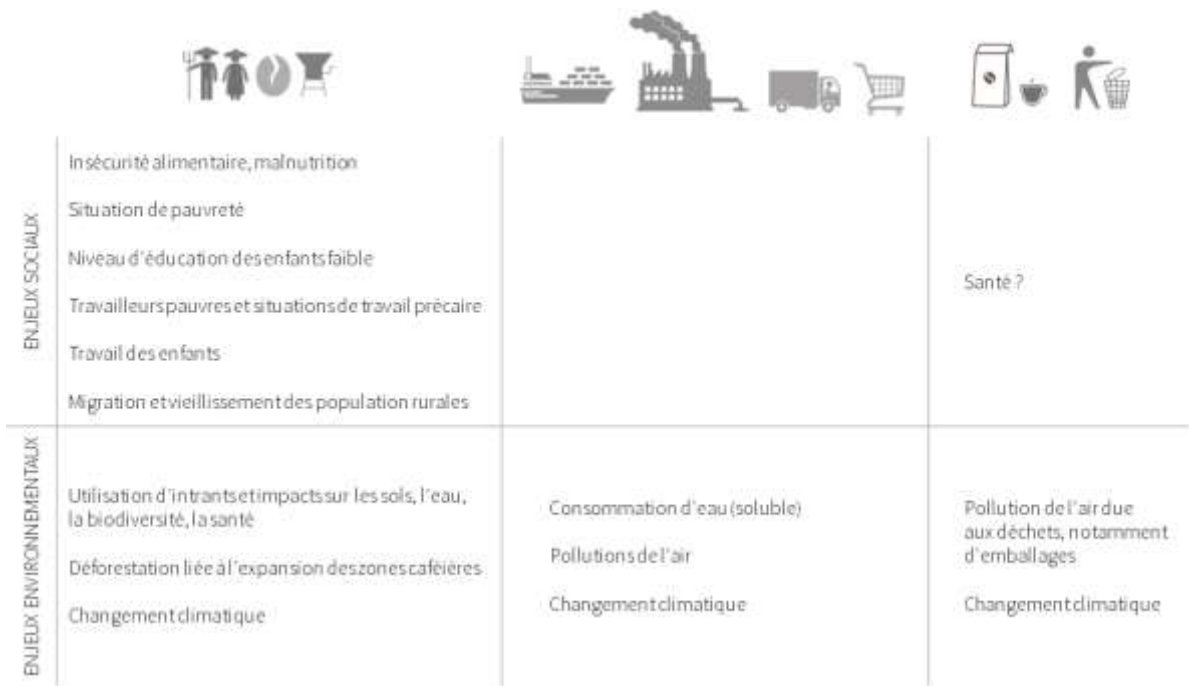 ENJEUX SOCIAUX
Insécurité alimentaire, malnutrition
Situation de pauvreté
Niveau d'éducation des enfants faible
Travailleurs pauvres et situations de travail précaire
Travail des enfants
Migration et vieillissement des population rurales
Santé ?
ENJEUX ENVIRONNEMENTAUX
Utilisation d'intrants et impacts sur les sols, l'eau,
la biodiversité, la santé
Déforestation liée à l'expansion des zones caféières
Changement climatique
Consommation d'eau (soluble)
Pollutions de l'air
Changement climatique
Pollution de l'air due
aux déchets, notamment
d'emballages
Changement climatique